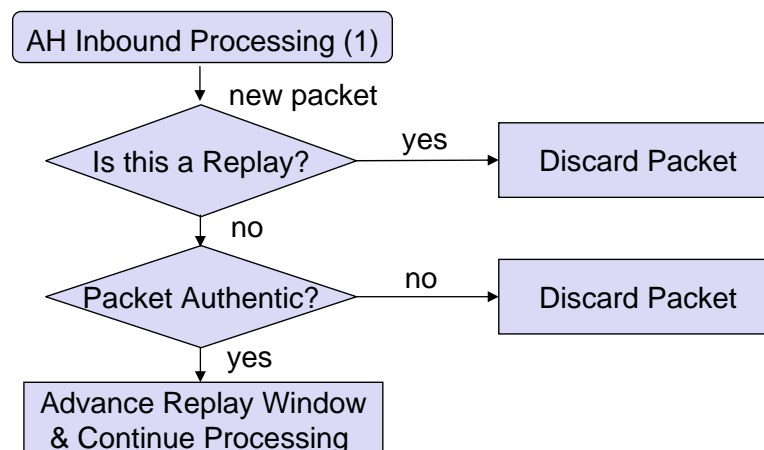 AH Inbound Processing (1)
new packet
Is this a Replay?
yes
Discard Packet
no
Packet Authentic?
no
Discard Packet
yes
Advance Replay Window
& Continue Processing